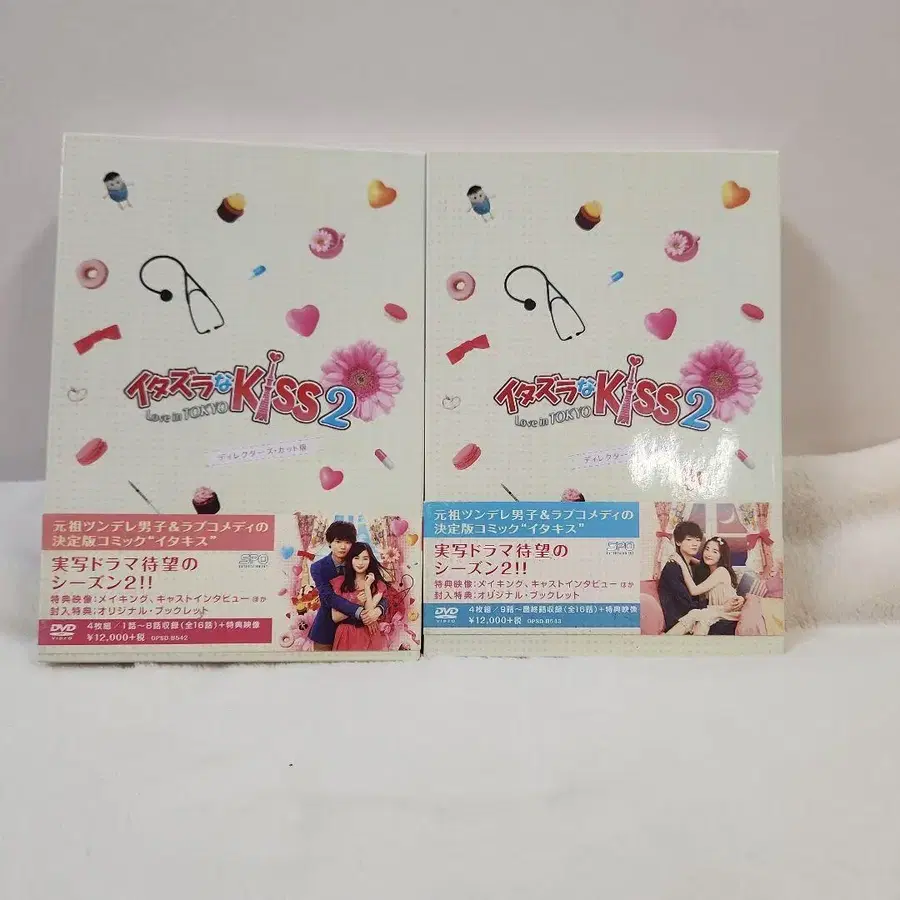 イタズラなKiSS2
Love in TOKYO
ディレクターズ・カット版
元祖ツンデレ男子&ラブコメディの
決定版コミック“イタキス”
実写ドラマ待望の
シーズン2!!
SPO
ENTERTAINMENT
特典映像:メイキング、キャストインタビューほか
封入特典:オリジナル・ブックレット
DVD
VIDEO
4枚組/1話~8話収録(全16話)+特典映像
¥12,000+税 OPSD-B542
イタズラなKiSS2
Love in TOKYO
ディレクターズ
元祖ツンデレ男子&ラブコメディの
決定版コミック“イタキス”
実写ドラマ待望の
シーズン2!!
SPO
ENTERTAINMENT
特典映像:メイキング、キャストインタビューほか
封入特典:オリジナル・ブックレット
DVD
VIDEO
4枚組/9話~最終話収録(全16話)+特典映像
¥12,000+税 OPSD-B543